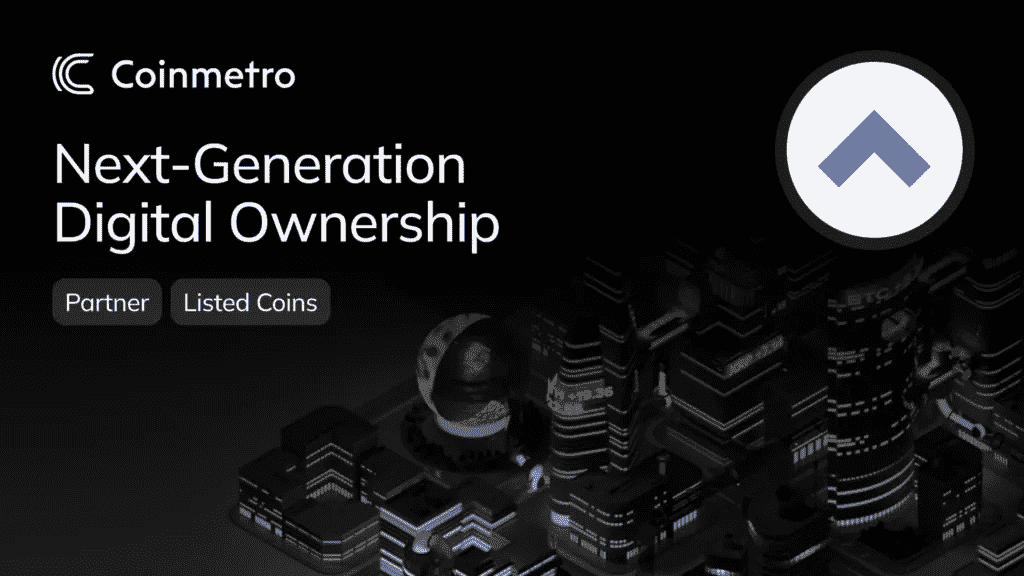 Coinmetro
Next-Generation
Digital Ownership
Partner
Listed Coins